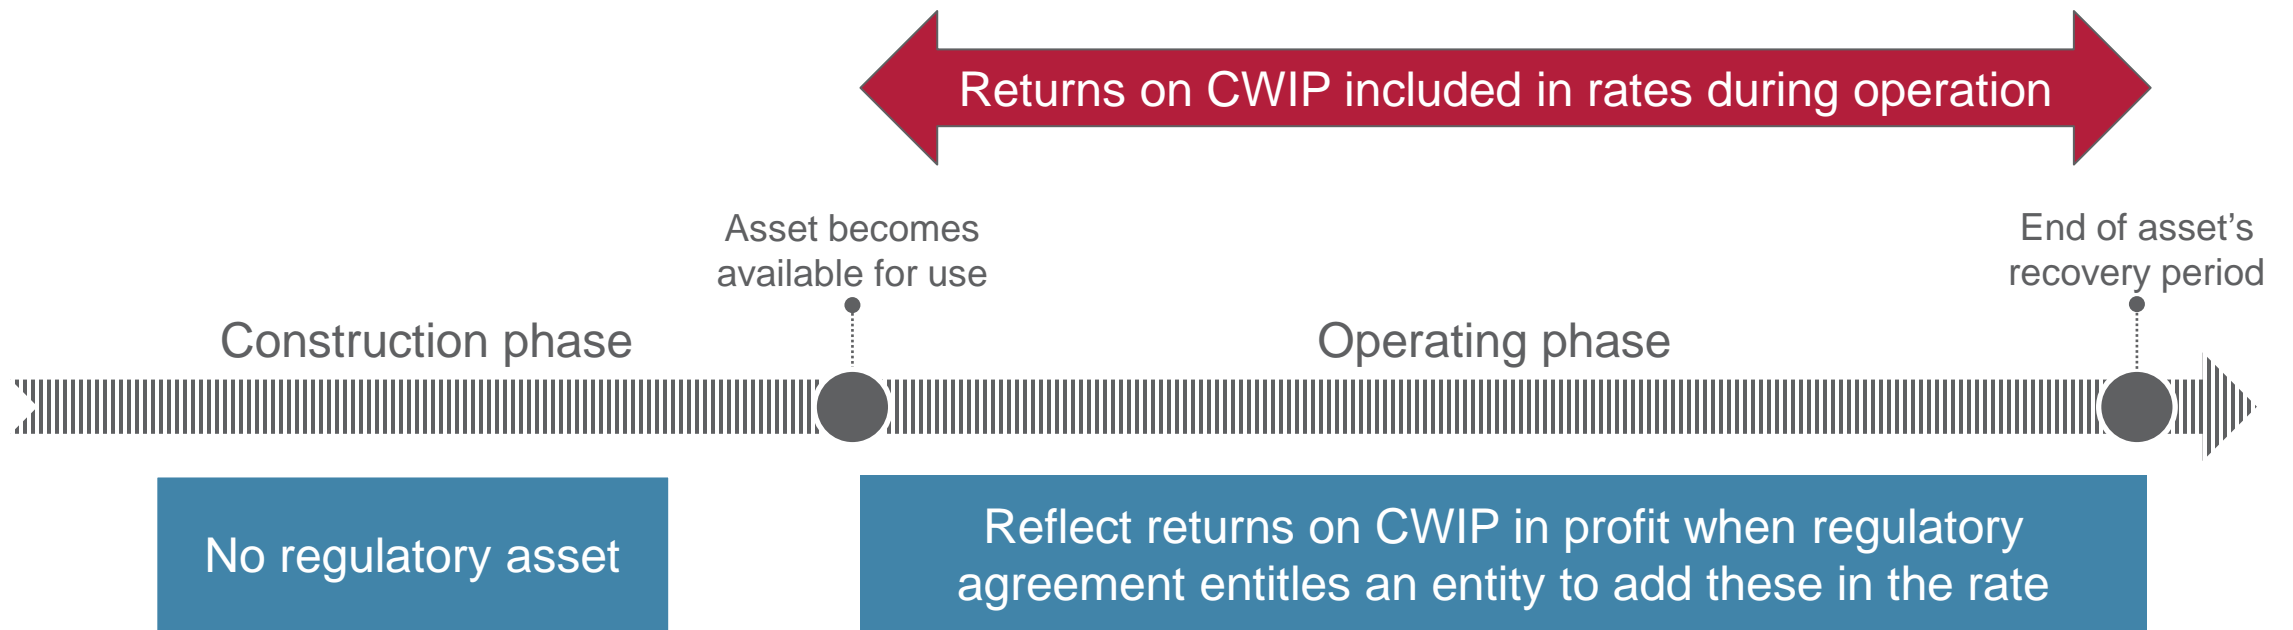 Returns on CWIP included in rates during operation
Asset becomes
available for use
End of asset’s
recovery period
Construction phase
Operating phase
No regulatory asset
Reflect returns on CWIP in profit when regulatory
agreement entitles an entity to add these in the rate